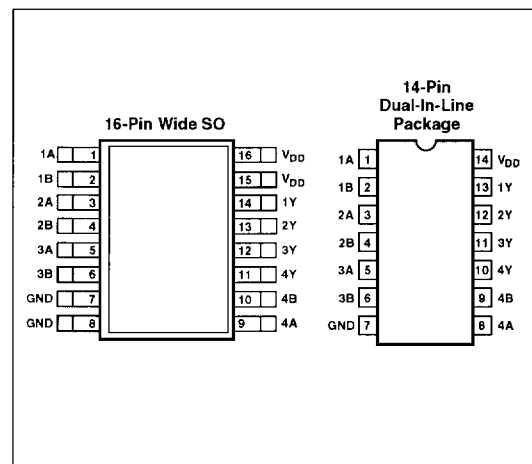 16-Pin Wide SO
1A 1 16 VDD
1B 2 15 VDD
2A 3 14 1Y
2B 4 13 2Y
3A 5 12 3Y
3B 6 11 4Y
GND 7 10 4B
GND 8 9 4A
14-Pin
Dual-In-Line
Package
1A 1 14 VDD
1B 2 13 1Y
2A 3 12 2Y
2B 4 11 3Y
3A 5 10 4Y
3B 6 9 4B
GND 7 8 4A